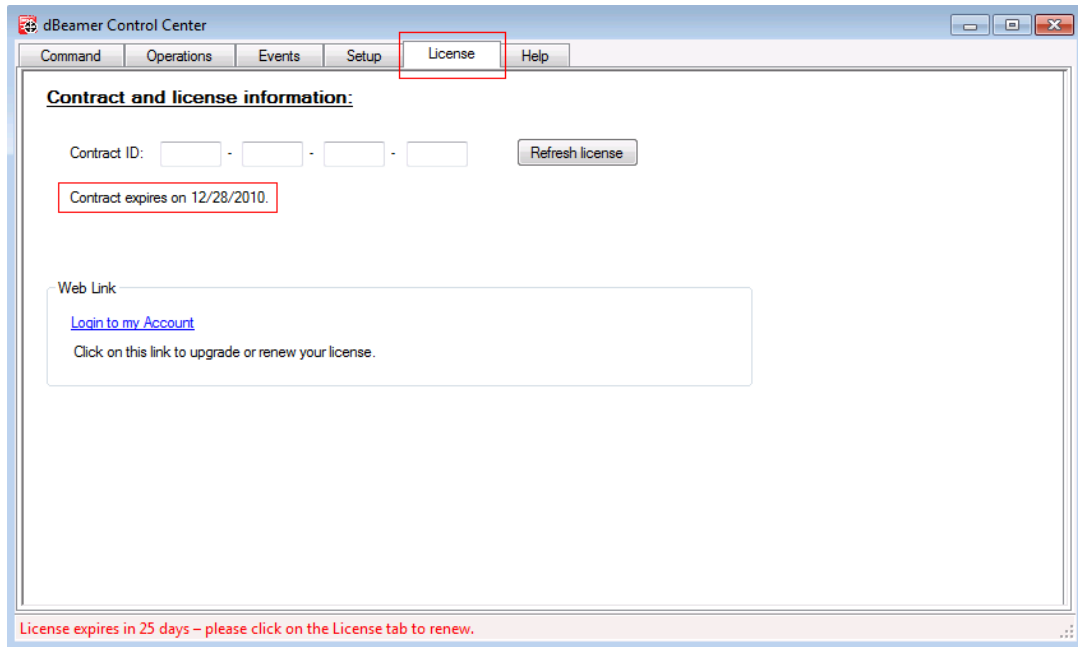 dBeamer Control Center
Command Operations Events Setup License Help
Contract and license information:
Contract ID: - - - Refresh license
Contract expires on 12/28/2010.
Web Link
Login to my Account
Click on this link to upgrade or renew your license.
License expires in 25 days – please click on the License tab to renew.